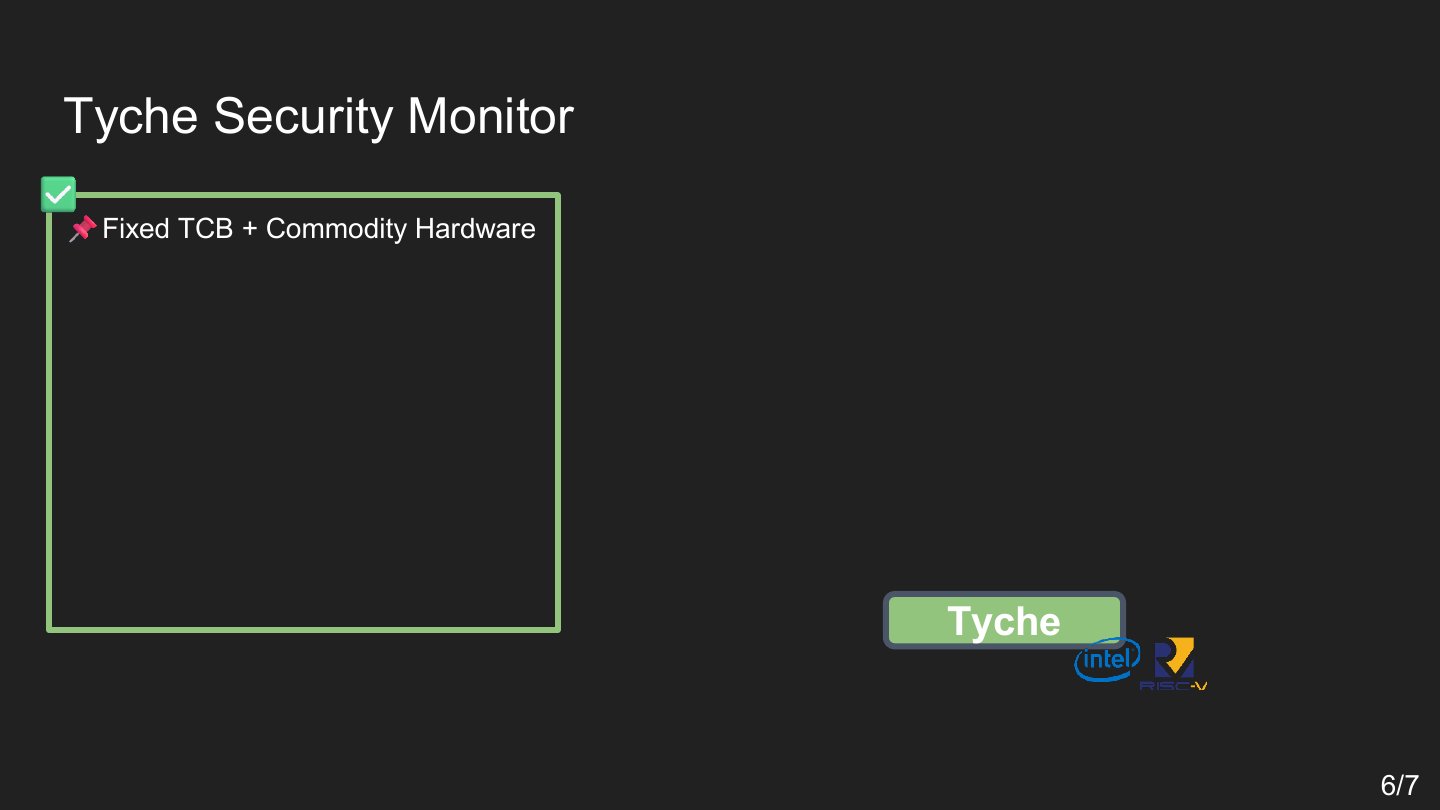 Tyche Security Monitor
Fixed TCB + Commodity Hardware
Tyche
intel
RISC-V
6/7